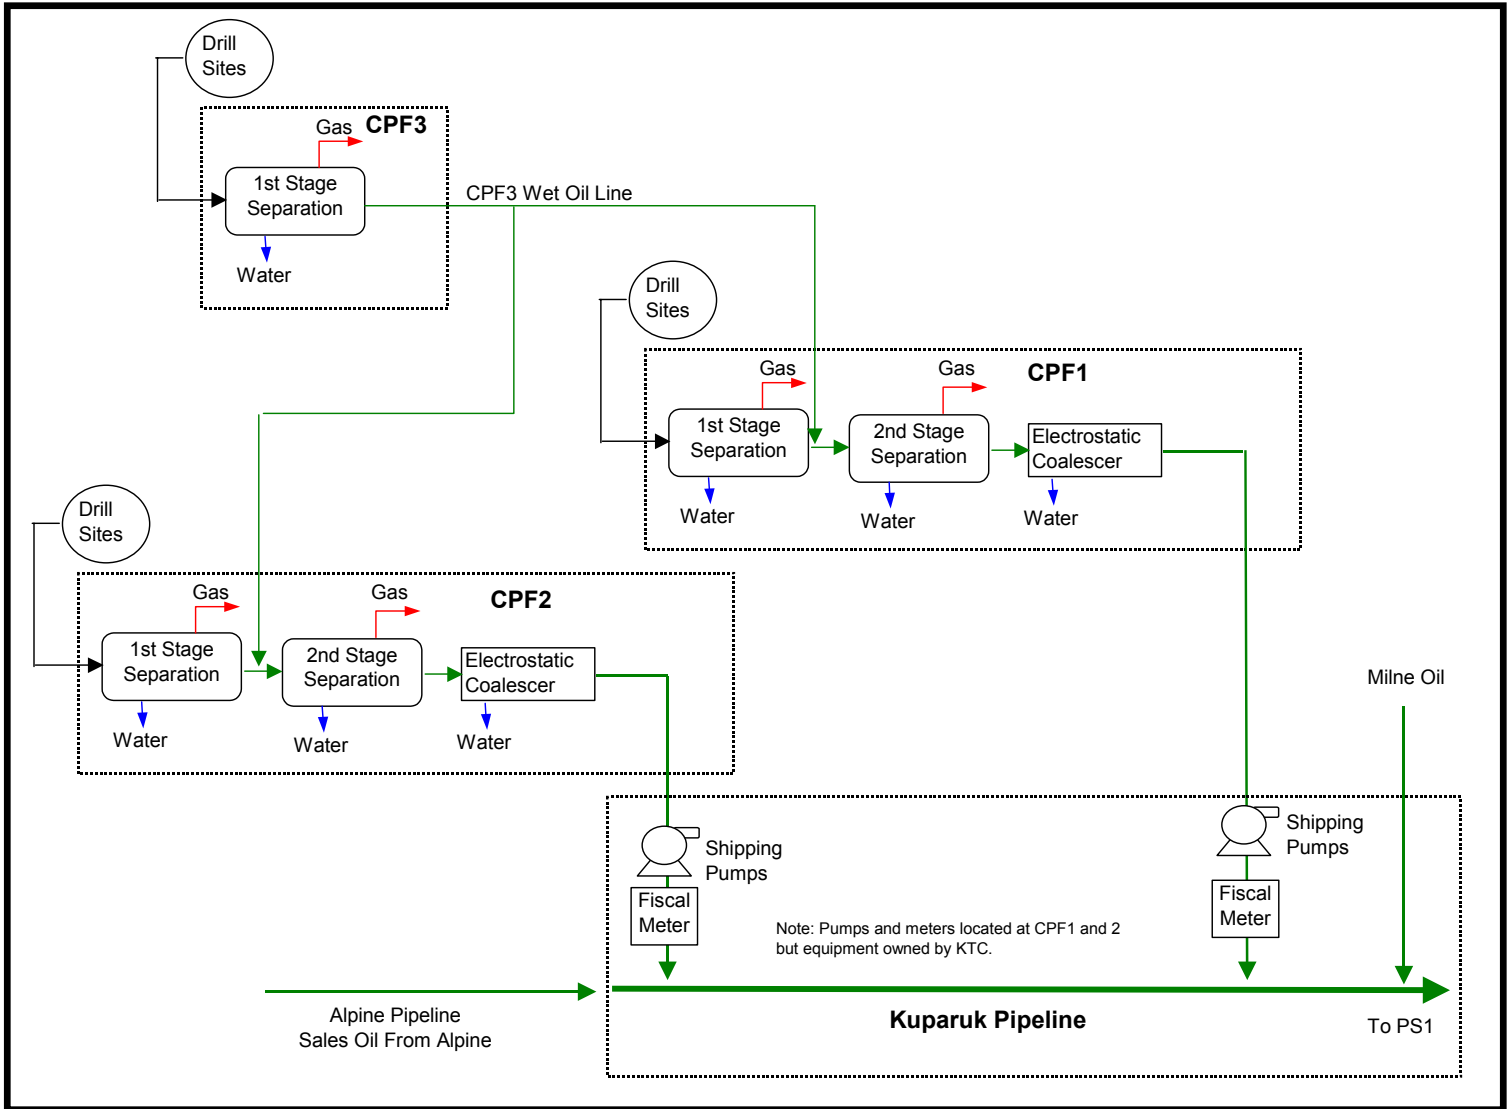 Drill
Sites
Gas
CPF3
1st Stage
Separation
CPF3 Wet Oil Line
Water
Drill
Sites
Gas
Gas
CPF1
1st Stage
Separation
2nd Stage
Separation
Electrostatic
Coalescer
Water
Water
Water
Drill
Sites
Gas
Gas
CPF2
1st Stage
Separation
2nd Stage
Separation
Electrostatic
Coalescer
Water
Water
Water
Milne Oil
Shipping
Pumps
Shipping
Pumps
Fiscal
Meter
Fiscal
Meter
Note: Pumps and meters located at CPF1 and 2
but equipment owned by KTC.
Alpine Pipeline
Sales Oil From Alpine
Kuparuk Pipeline
To PS1